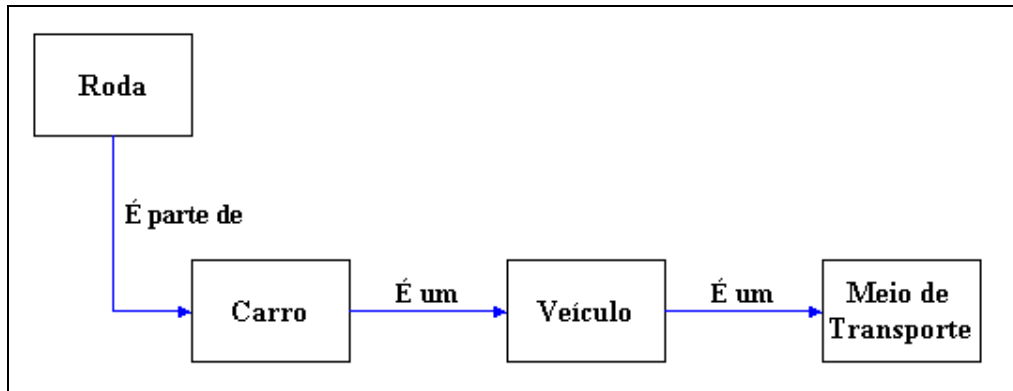 Roda
É parte de
Carro
É um
Veículo
É um
Meio de
Transporte